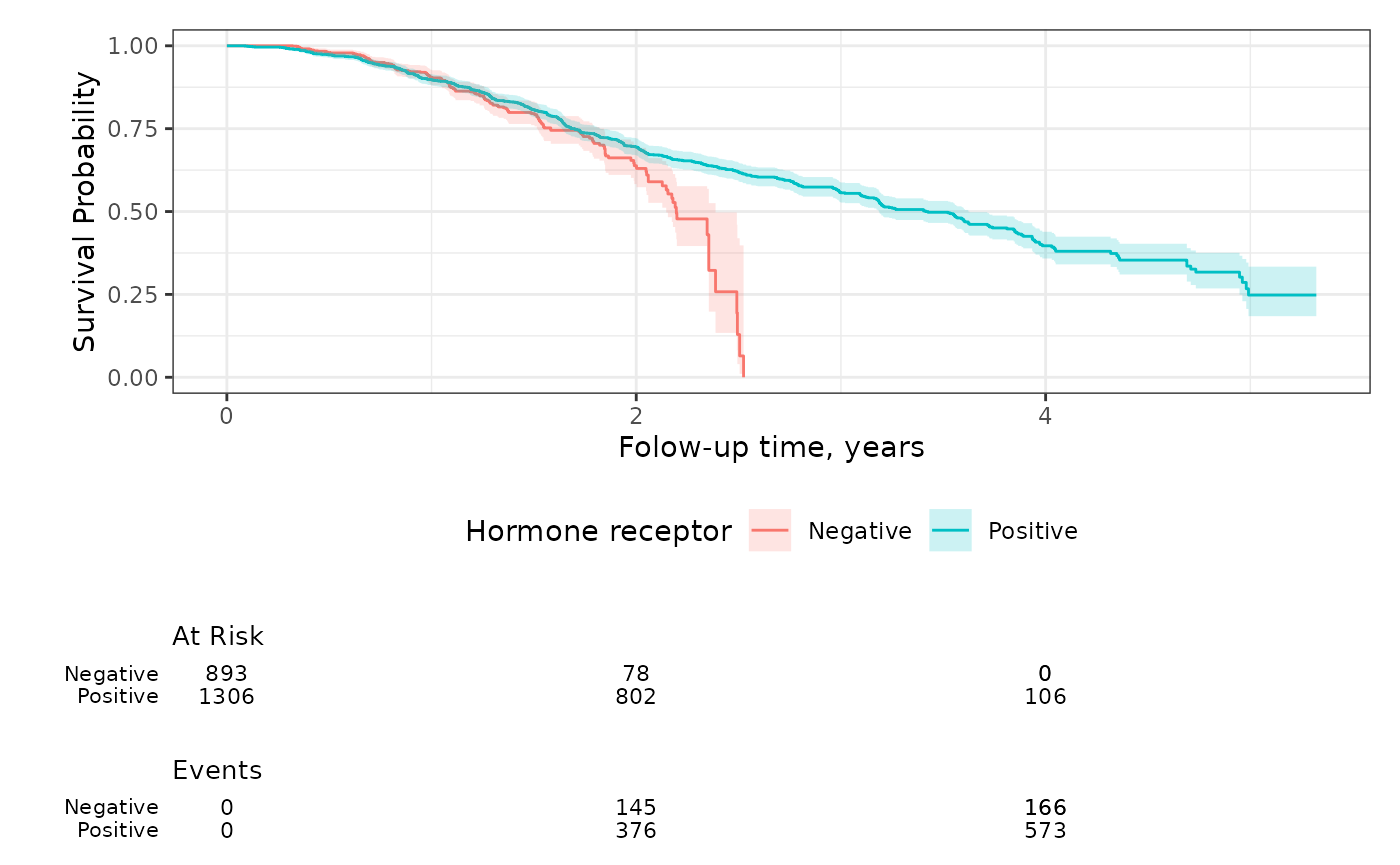 1.00
0.75
0.50
0.25
0.00
Survival Probability
0 2 4
Folow-up time, years
Hormone receptor Negative Positive
At Risk
Negative 893 78 0
Positive 1306 802 106
Events
Negative 0 145 166
Positive 0 376 573